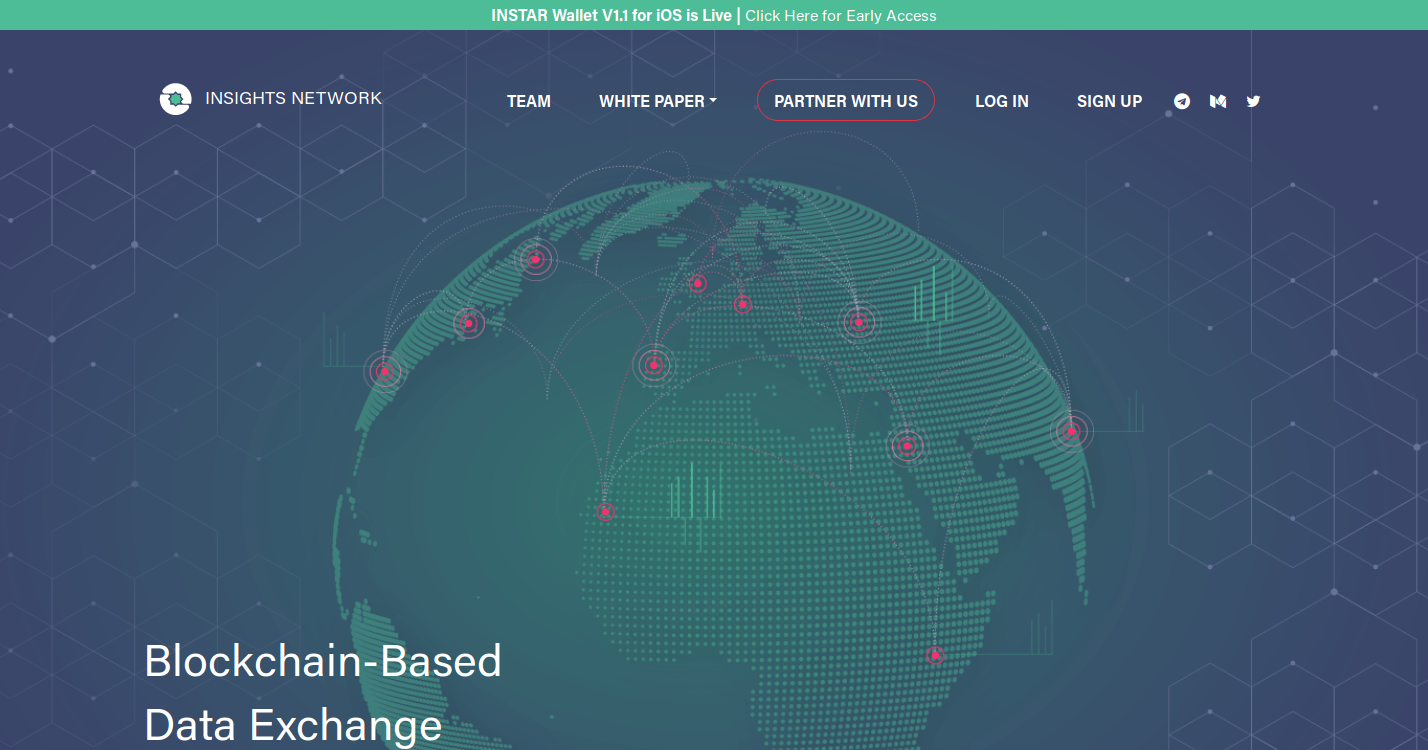 INSTAR Wallet V1.1 for iOS is Live | Click Here for Early Access
INSIGHTS NETWORK TEAM WHITE PAPER PARTNER WITH US LOG IN SIGN UP
Blockchain-Based
Data Exchange